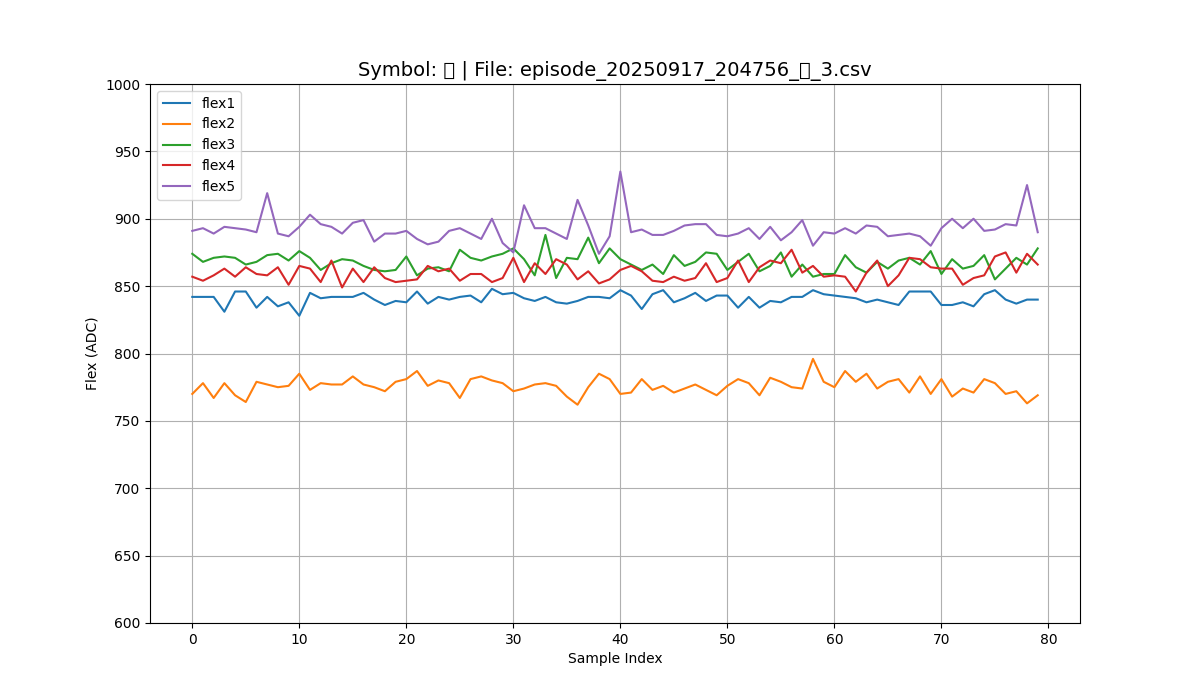 Symbol: ▯ | File: episode_20250917_204756_▯_3.csv
1000
950
900
850
800
750
700
650
600
flex1
flex2
flex3
flex4
flex5
Flex (ADC)
0 10 20 30 40 50 60 70 80
Sample Index